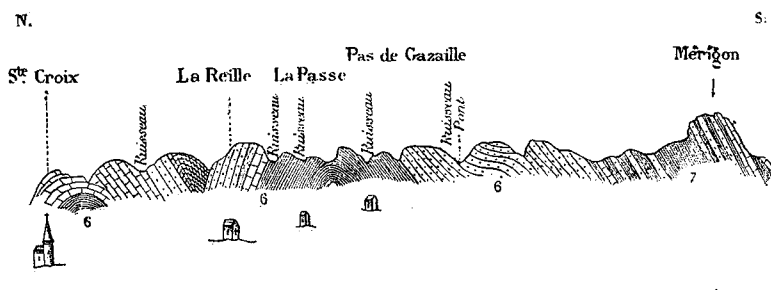 N. S.
Pas de Gazaille
Mérigon
Ste Croix La Reille La Passe
Ruisseau Ruisseau Ruisseau Ruisseau Ruisseau Pont
6 6 6 7